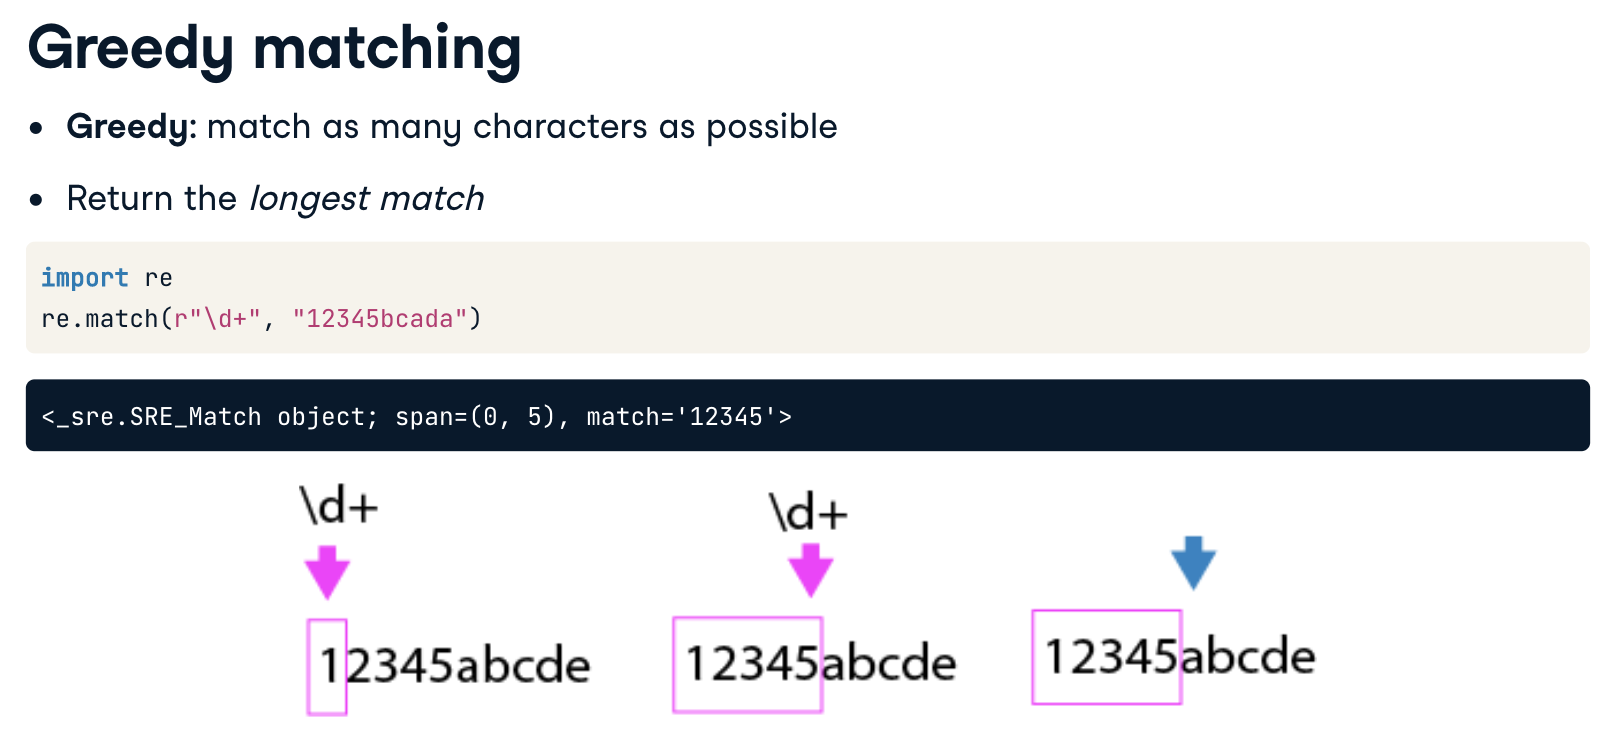 Greedy matching
• Greedy: match as many characters as possible
• Return the longest match
import re
re.match(r"\d+", "12345bcada")
<_sre.SRE_Match object; span=(0, 5), match='12345'>
\d+ \d+
12345abcde 12345abcde 12345abcde